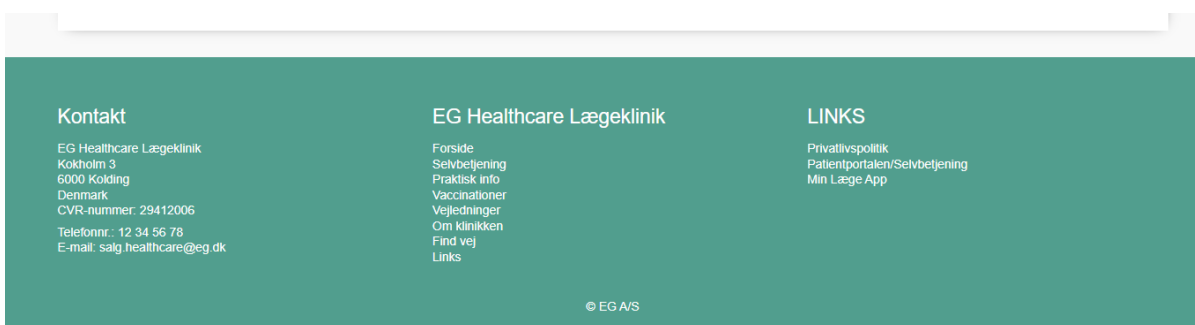 Kontakt
EG Healthcare Lægeklinik
Kokholm 3
6000 Kolding
Denmark
CVR-nummer: 29412006
Telefonnr.: 12 34 56 78
E-mail: salg.healthcare@eg.dk
EG Healthcare Lægeklinik
Forside
Selvbetjening
Praktisk info
Vaccinationer
Vejledninger
Om klinikken
Find vej
Links
LINKS
Privatlivspolitik
Patientportalen/Selvbetjening
Min Læge App
© EG A/S